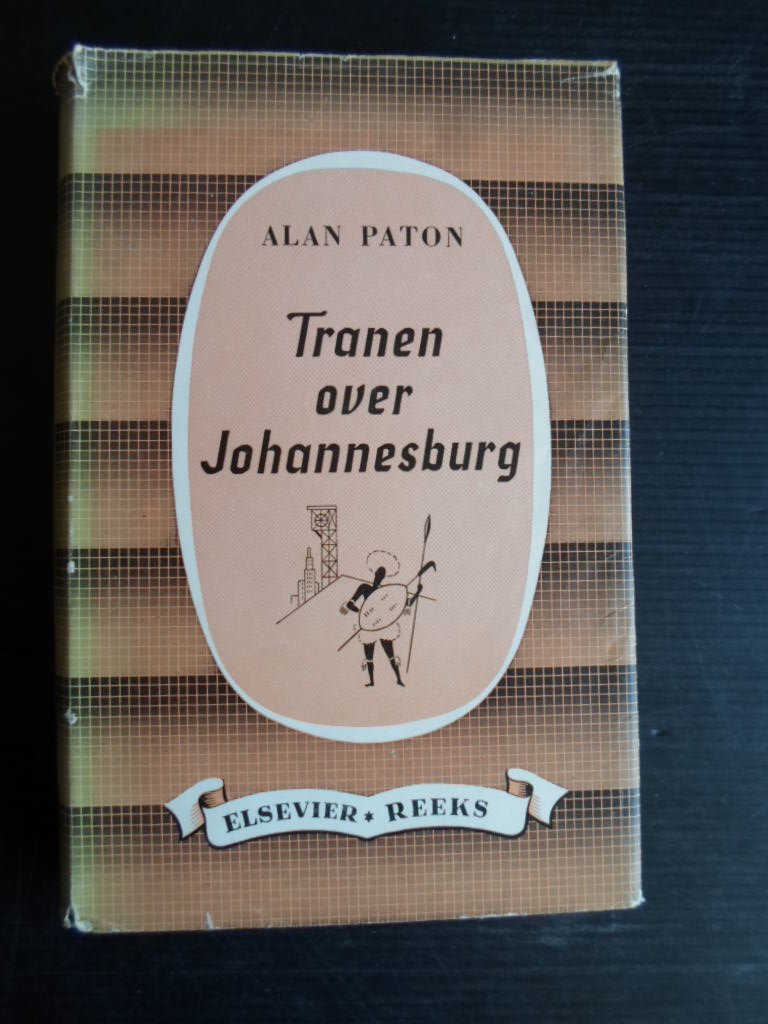 ALAN PATON
Tranen
over
Johannesburg
ELSEVIER ★ REEKS